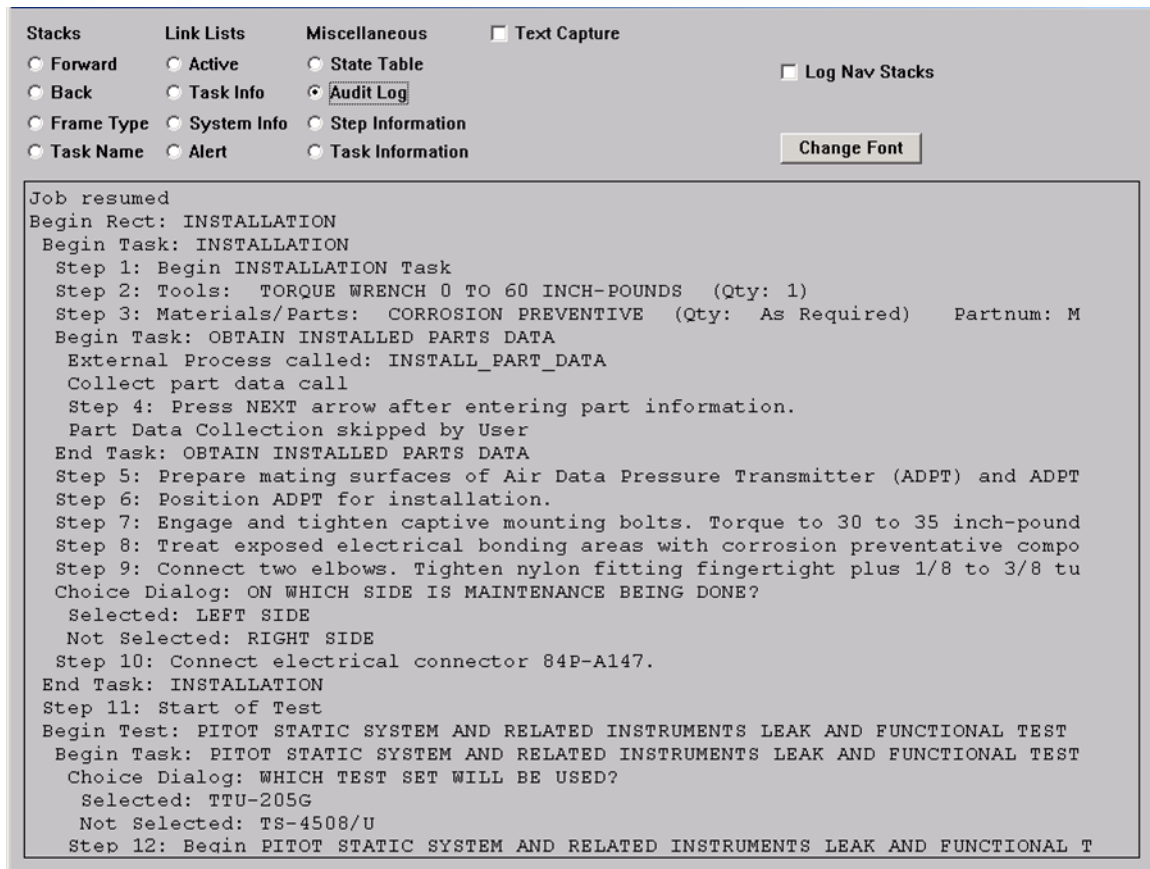 Stacks Link Lists Miscellaneous Text Capture
Forward Active State Table Log Nav Stacks
Back Task Info Audit Log
Frame Type System Info Step Information
Task Name Alert Task Information Change Font
Job resumed
Begin Rect: INSTALLATION
Begin Task: INSTALLATION
Step 1: Begin INSTALLATION Task
Step 2: Tools: TORQUE WRENCH 0 TO 60 INCH-POUNDS (Qty: 1)
Step 3: Materials/Parts: CORROSION PREVENTIVE (Qty: As Required) Partnum: M
Begin Task: OBTAIN INSTALLED PARTS DATA
External Process called: INSTALL_PART_DATA
Collect part data call
Step 4: Press NEXT arrow after entering part information.
Part Data Collection skipped by User
End Task: OBTAIN INSTALLED PARTS DATA
Step 5: Prepare mating surfaces of Air Data Pressure Transmitter (ADPT) and ADPT
Step 6: Position ADPT for installation.
Step 7: Engage and tighten captive mounting bolts. Torque to 30 to 35 inch-pound
Step 8: Treat exposed electrical bonding areas with corrosion preventative compo
Step 9: Connect two elbows. Tighten nylon fitting fingertight plus 1/8 to 3/8 tu
Choice Dialog: ON WHICH SIDE IS MAINTENANCE BEING DONE?
Selected: LEFT SIDE
Not Selected: RIGHT SIDE
Step 10: Connect electrical connector 84P-A147.
End Task: INSTALLATION
Step 11: Start of Test
Begin Test: PITOT STATIC SYSTEM AND RELATED INSTRUMENTS LEAK AND FUNCTIONAL TEST
Begin Task: PITOT STATIC SYSTEM AND RELATED INSTRUMENTS LEAK AND FUNCTIONAL TEST
Choice Dialog: WHICH TEST SET WILL BE USED?
Selected: TTU-205G
Not Selected: TS-4508/U
Step 12: Begin PITOT STATIC SYSTEM AND RELATED INSTRUMENTS LEAK AND FUNCTIONAL T